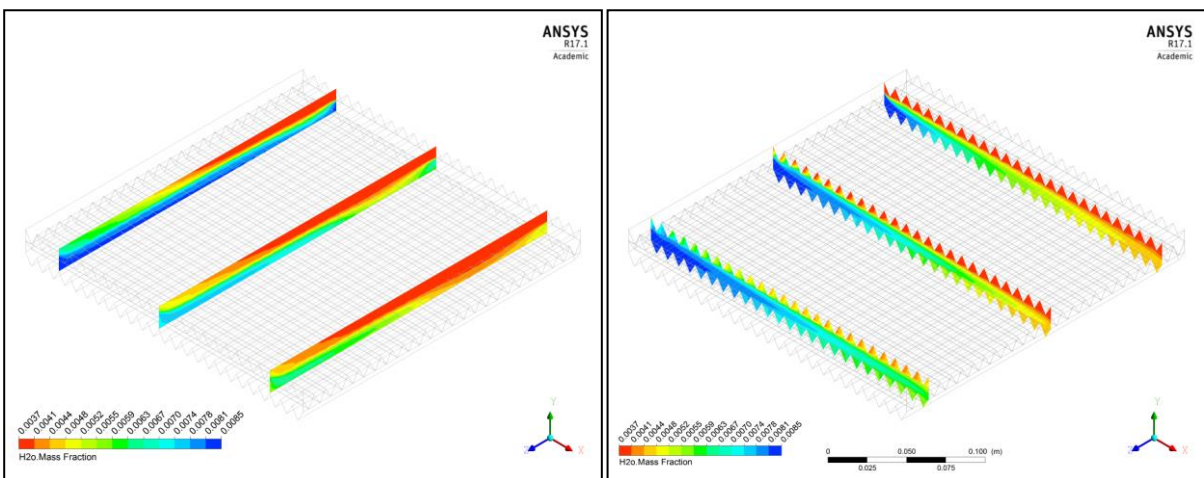 ANSYS
R17.1
Academic
0.0037
0.0041
0.0044
0.0048
0.0052
0.0055
0.0059
0.0063
0.0067
0.0070
0.0074
0.0078
0.0081
0.0085
H2o.Mass Fraction
Y
Z
X
ANSYS
R17.1
Academic
0.0037
0.0041
0.0044
0.0048
0.0052
0.0055
0.0059
0.0063
0.0067
0.0070
0.0074
0.0078
0.0081
0.0085
H2o.Mass Fraction
0 0.050 0.100 (m)
0.025 0.075
Y
Z
X